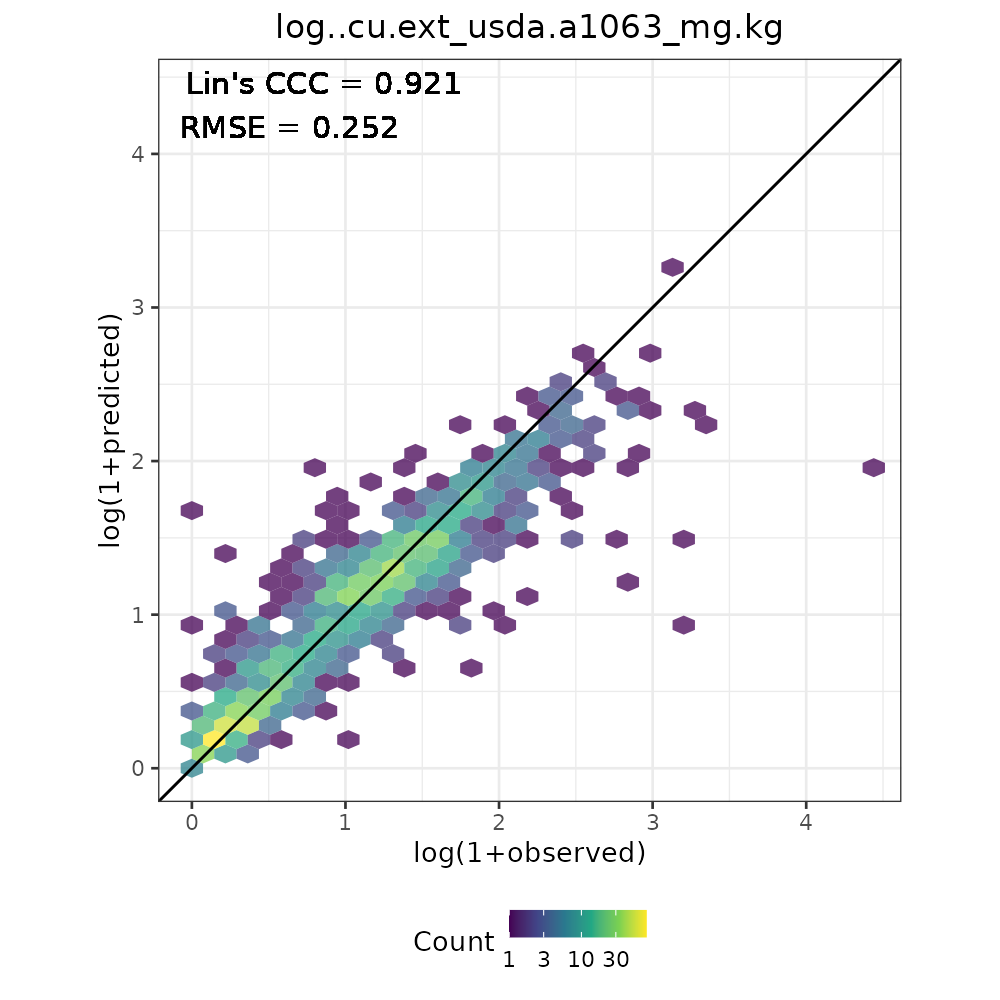 log..cu.ext_usda.a1063_mg.kg
Lin's CCC = 0.921
RMSE = 0.252
log(1+predicted)
4
3
2
1
0
0 1 2 3 4
log(1+observed)
Count
1 3 10 30